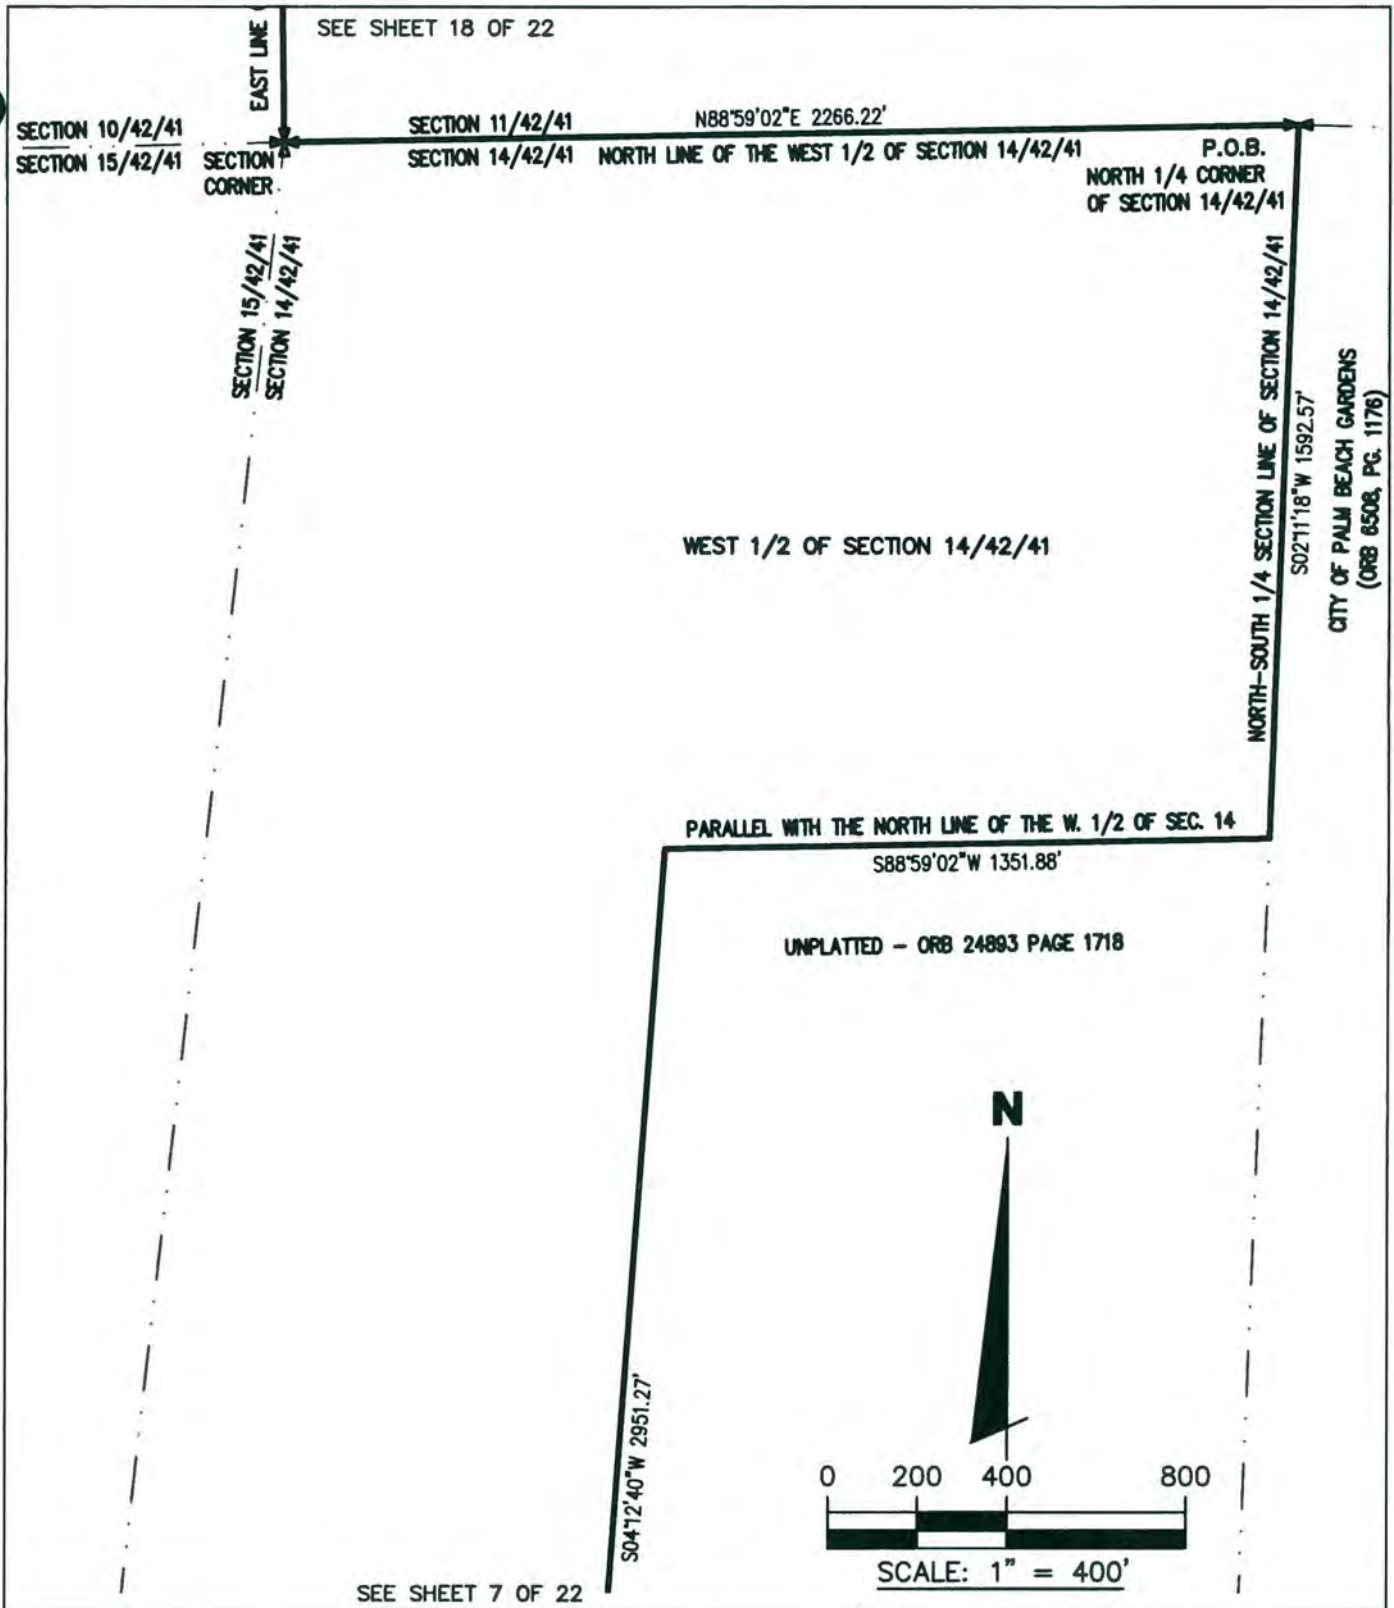 SEE SHEET 18 OF 22
EAST LINE
SECTION 10/42/41
SECTION 15/42/41
SECTION
CORNER
SECTION 11/42/41
N88°59'02"E 2266.22'
SECTION 14/42/41
NORTH LINE OF THE WEST 1/2 OF SECTION 14/42/41
P.O.B.
NORTH 1/4 CORNER
OF SECTION 14/42/41
SECTION 15/42/41
SECTION 14/42/41
NORTH-SOUTH 1/4 SECTION LINE OF SECTION 14/42/41
S02°11'18"W 1592.57'
CITY OF PALM BEACH GARDENS
(ORB 6508, PG. 1176)
WEST 1/2 OF SECTION 14/42/41
PARALLEL WITH THE NORTH LINE OF THE W. 1/2 OF SEC. 14
S88°59'02"W 1351.88'
UNPLATTED - ORB 24893 PAGE 1718
N
S04°12'40"W 2951.27'
0 200 400 800
SCALE: 1" = 400'
SEE SHEET 7 OF 22